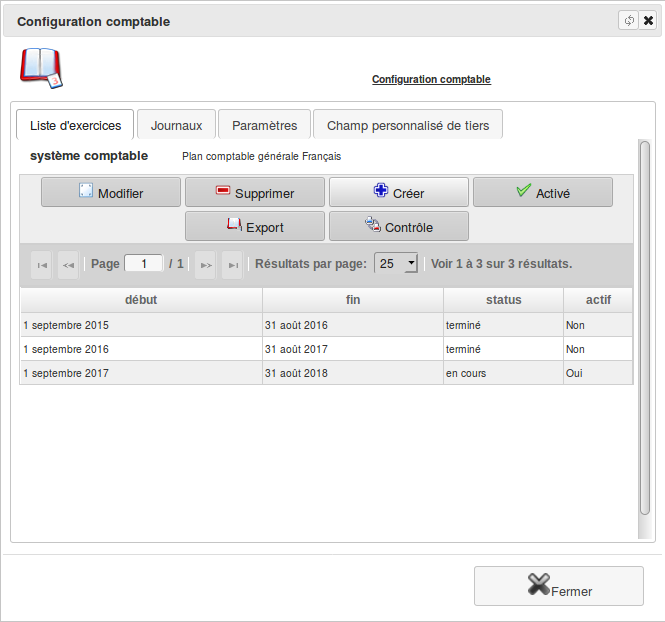 Configuration comptable
Configuration comptable
Liste d'exercices Journaux Paramètres Champ personnalisé de tiers
système comptable Plan comptable générale Français
Modifier Supprimer Créer Activé
Export Contrôle
Page 1 / 1 Résultats par page: 25 Voir 1 à 3 sur 3 résultats.
début fin status actif
1 septembre 2015 31 août 2016 terminé Non
1 septembre 2016 31 août 2017 terminé Non
1 septembre 2017 31 août 2018 en cours Oui
Fermer